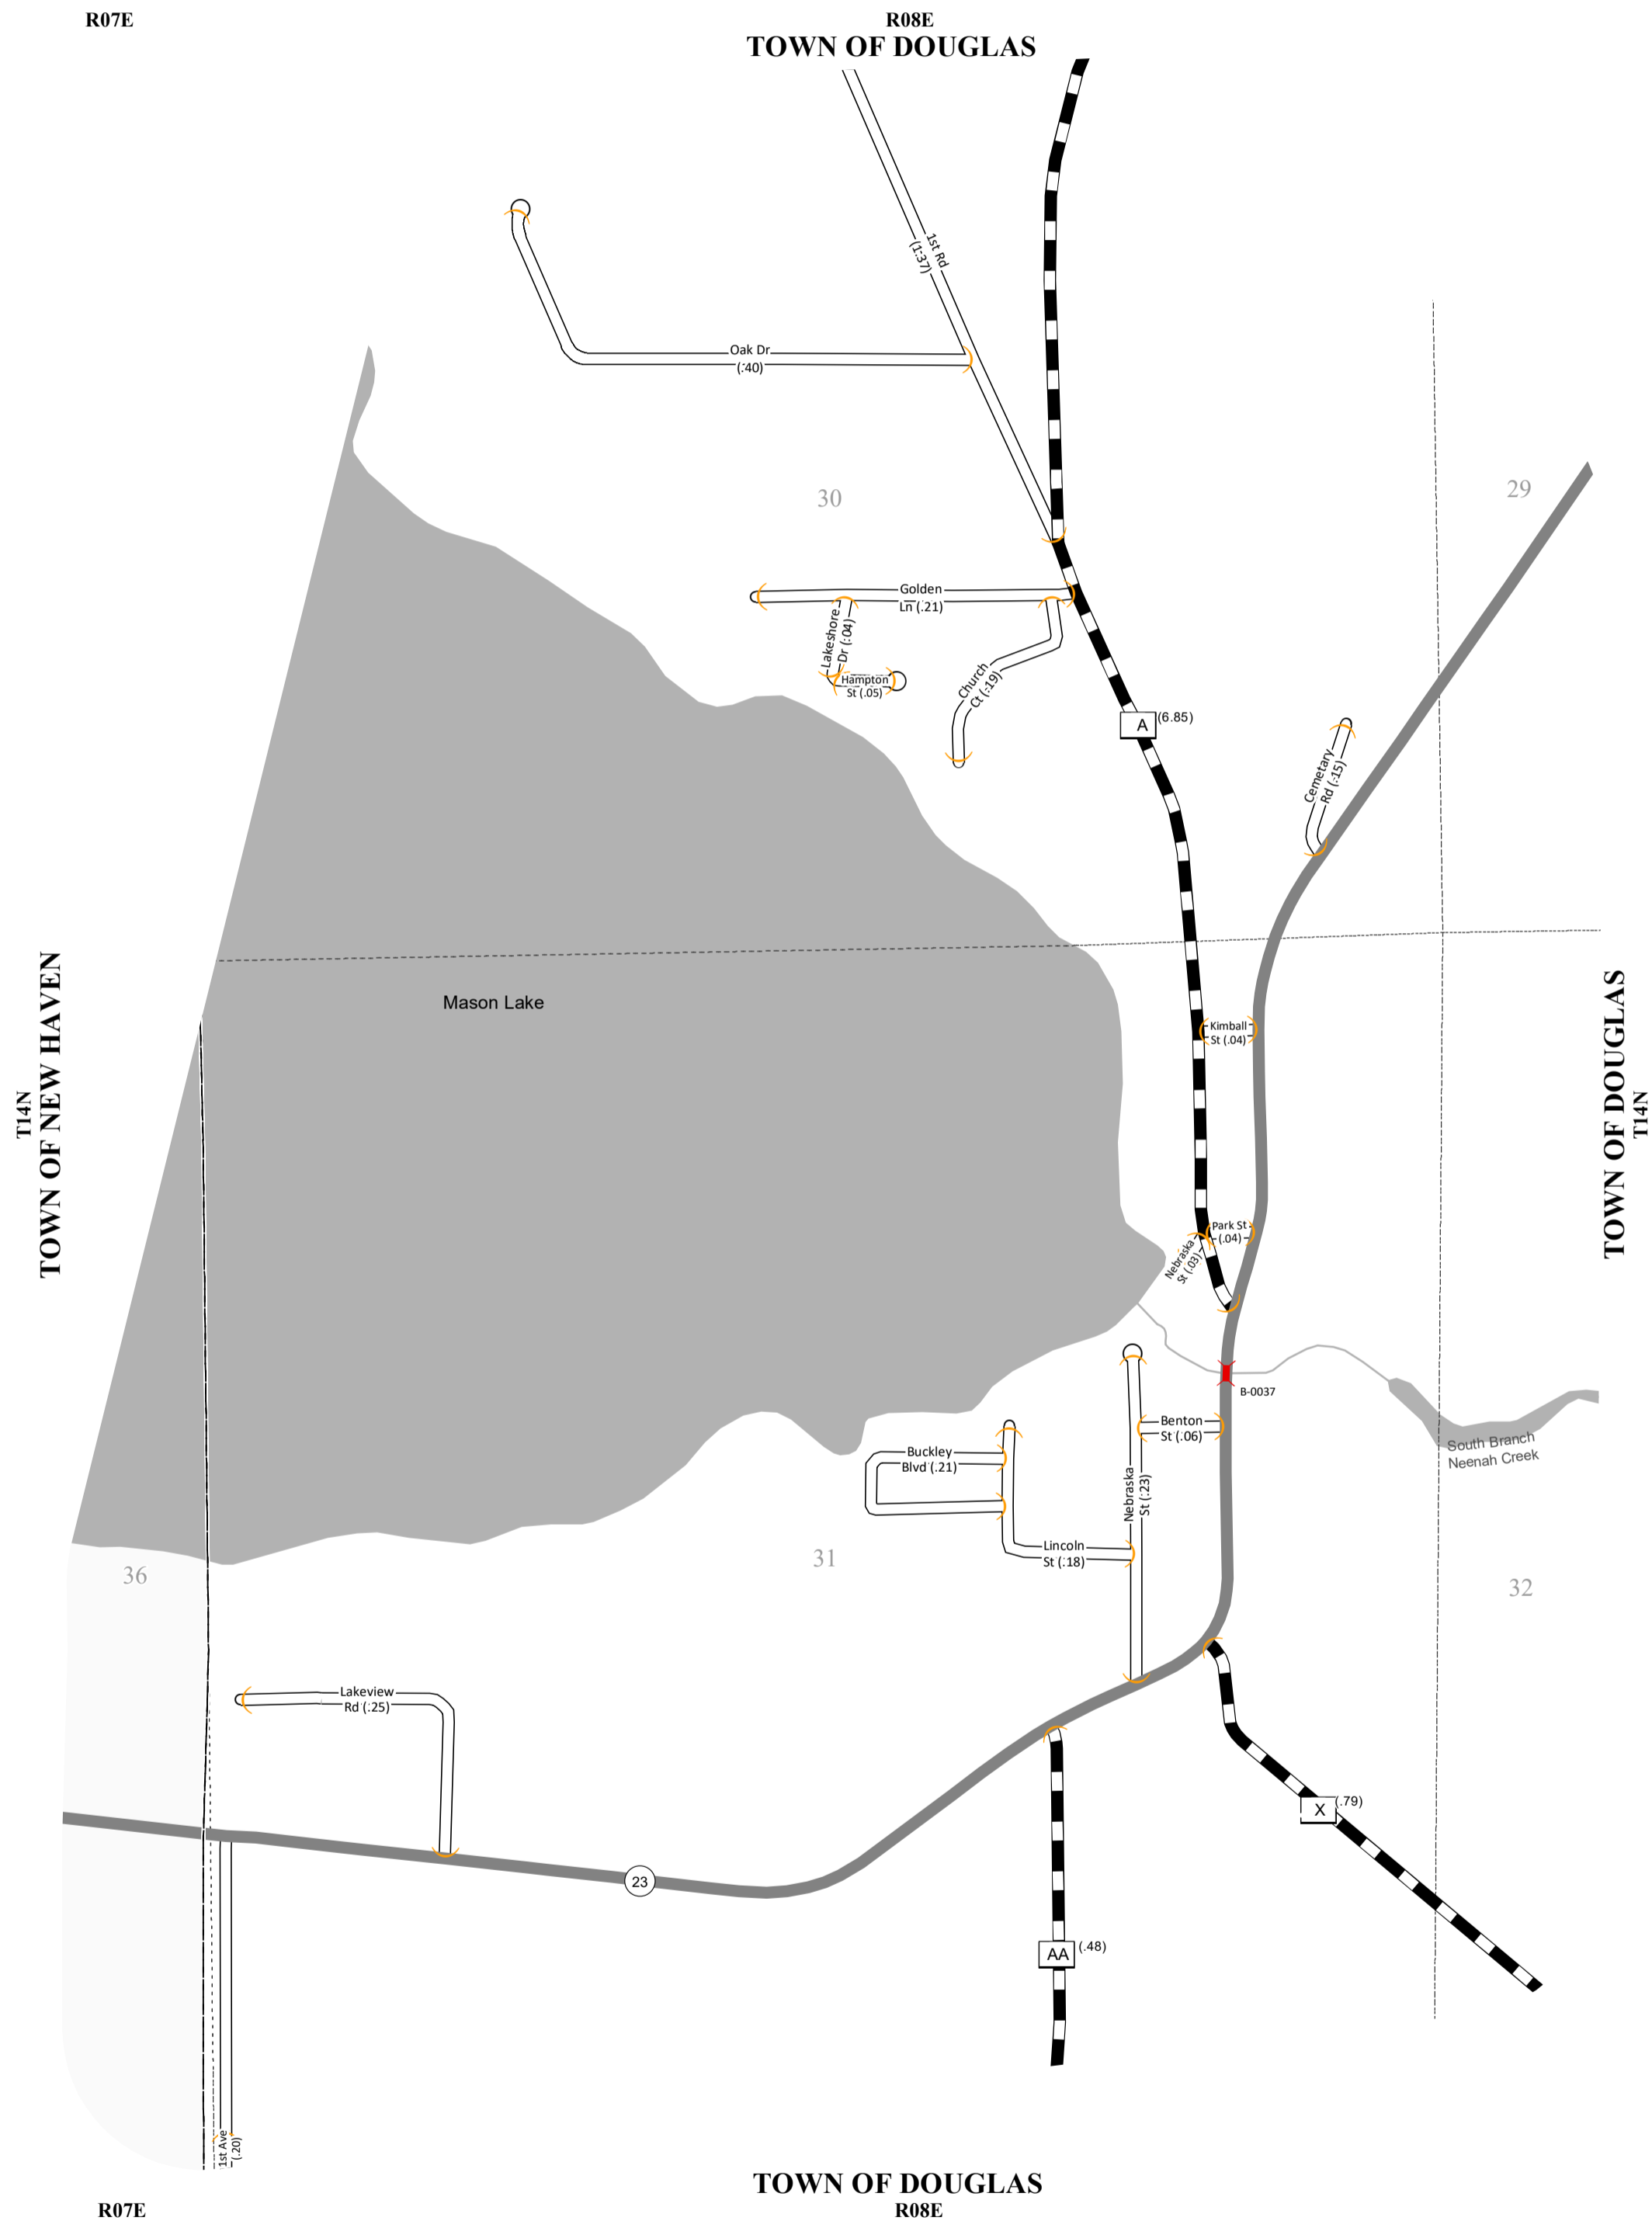 R07E
R08E
TOWN OF DOUGLAS
1st Rd
(1.37)
Oak Dr
(.40)
30
29
Golden
Ln (.21)
Lakeshore
Dr (.04)
Hampton
St (.05)
Church
Ct (.19)
A
(6.85)
Cemetary
Rd (.15)
T14N
TOWN OF NEW HAVEN
Mason Lake
Kimball
St (.04)
TOWN OF DOUGLAS
T14N
Park St
(.04)
Nebraska
St (.03)
B-0037
Benton
St (.06)
Buckley
Blvd (.21)
Nebraska
St (.23)
South Branch
Neenah Creek
Lincoln
St (.18)
36
31
32
Lakeview
Rd (.25)
X
(.79)
23
AA
(.48)
1st Ave
(.20)
TOWN OF DOUGLAS
R07E
R08E